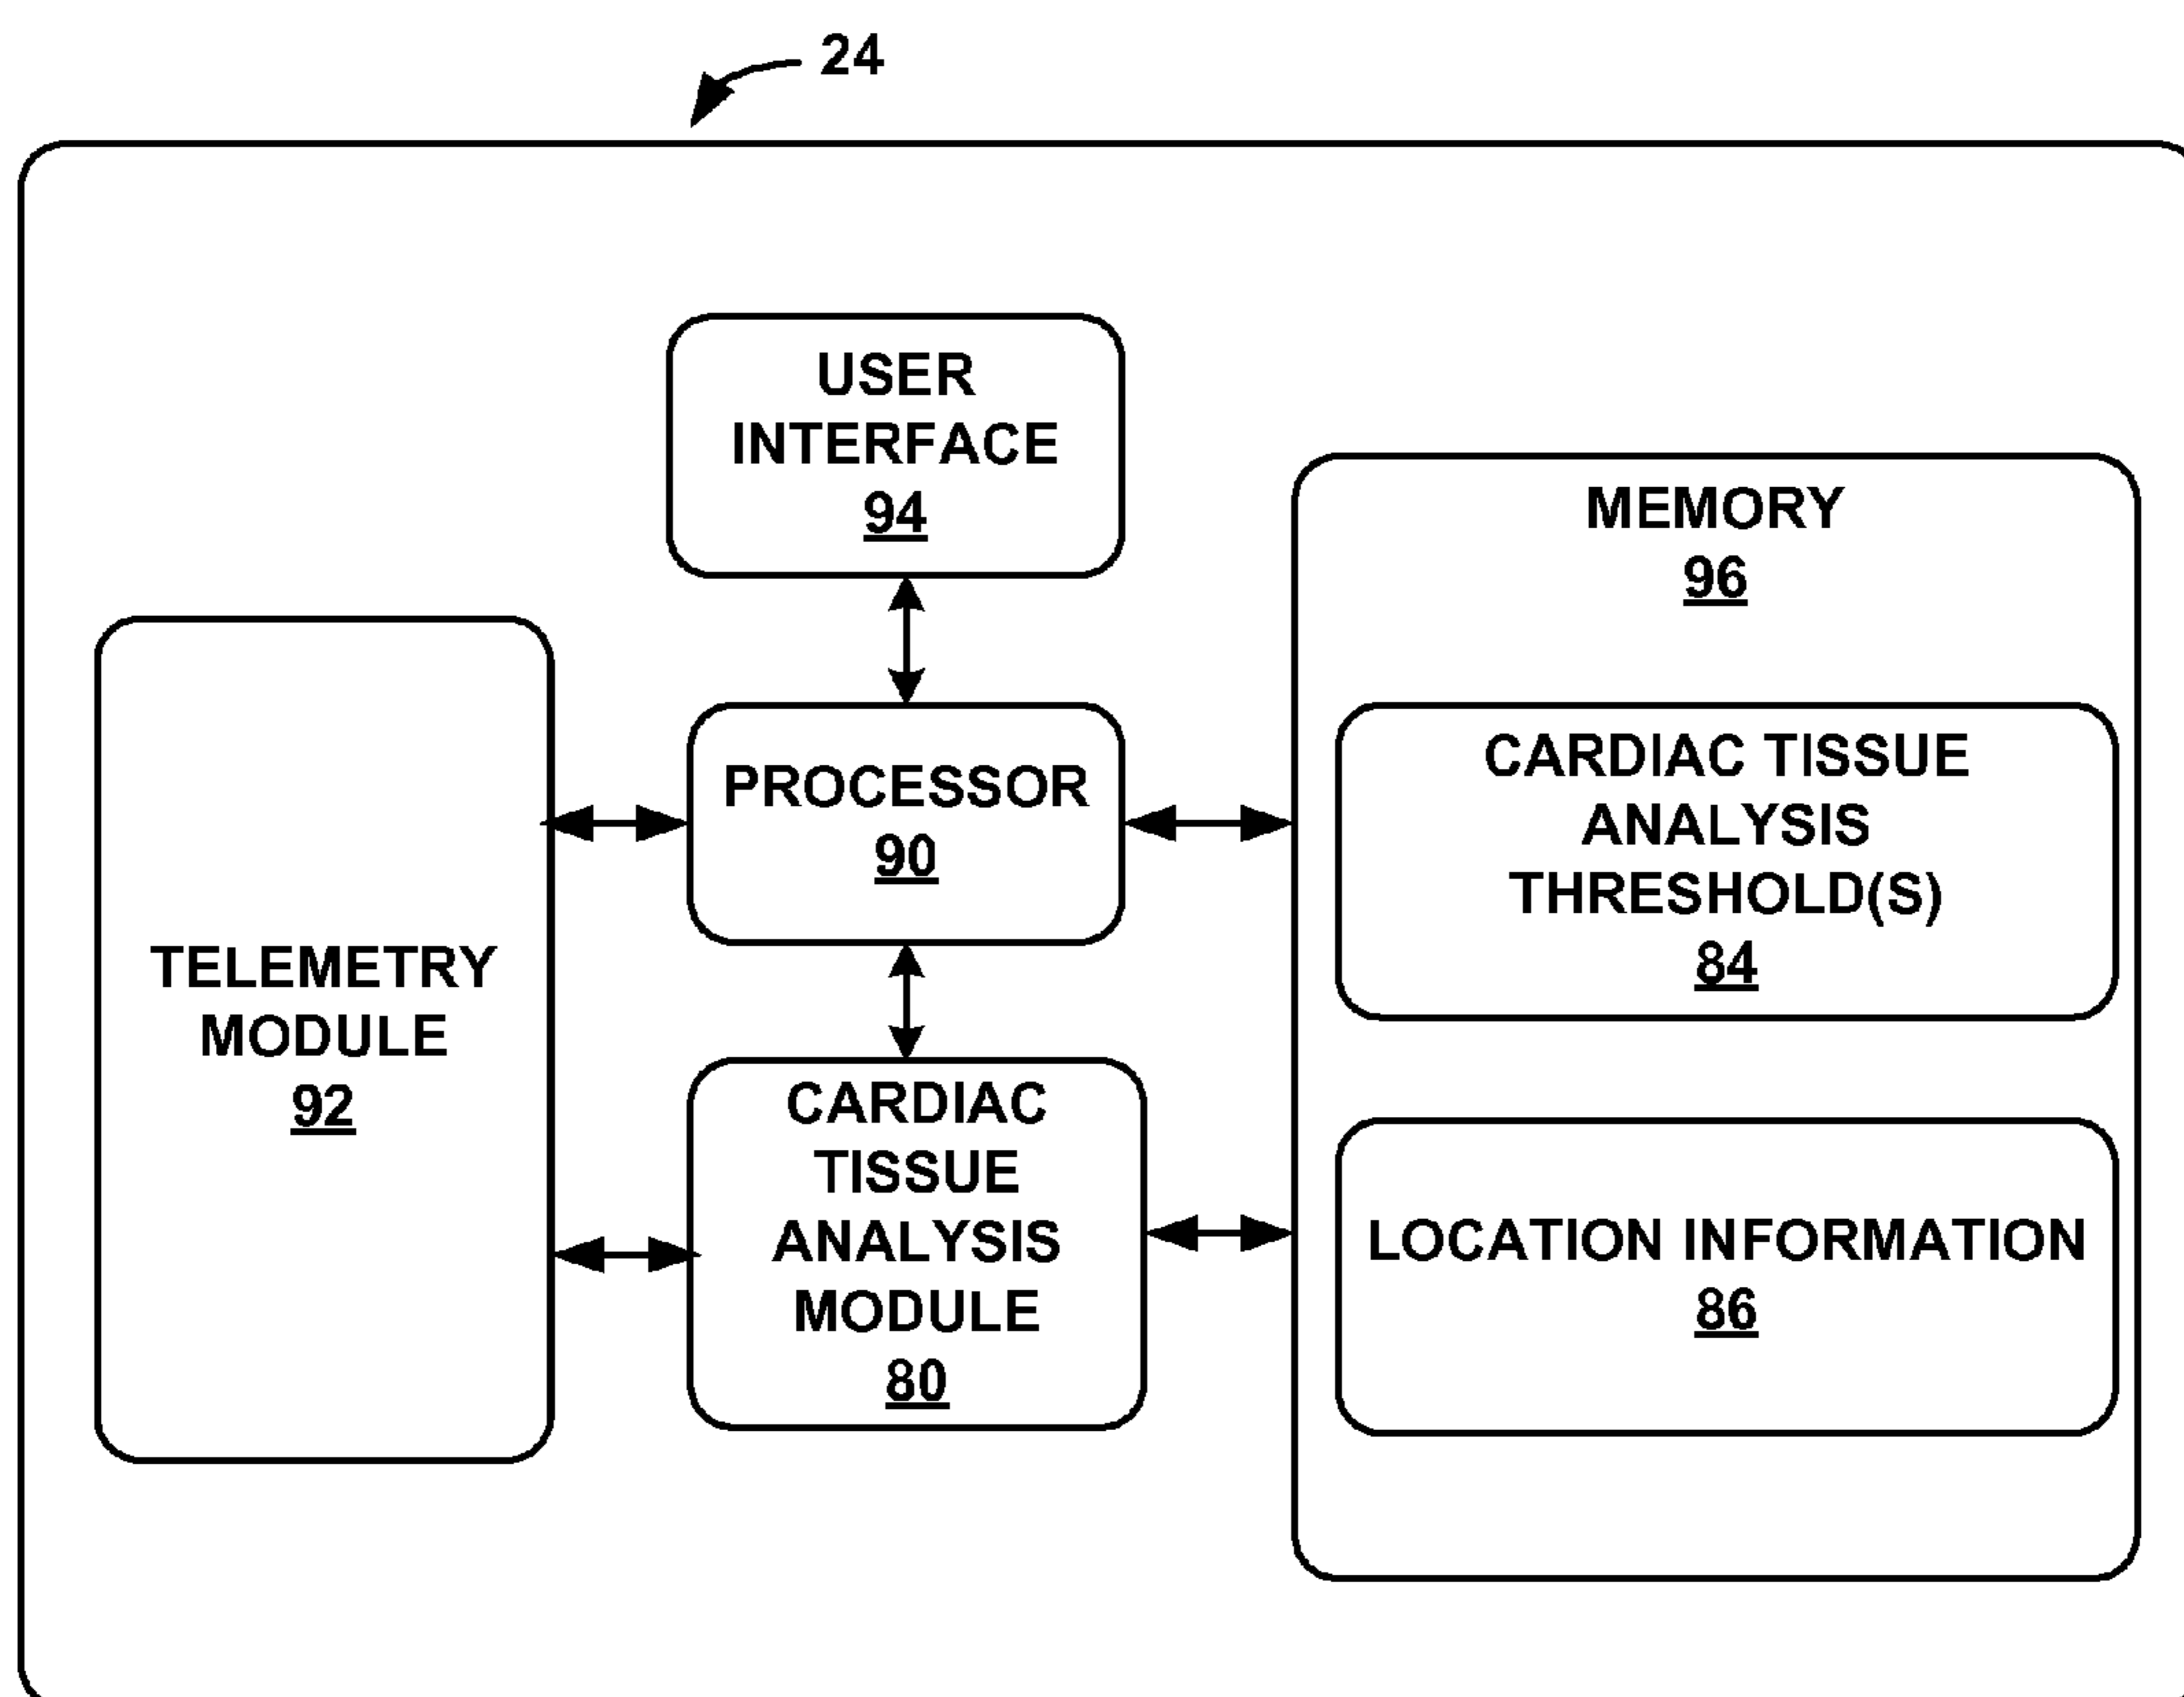 24
USER
INTERFACE
94
MEMORY
96
PROCESSOR
90
CARDIAC TISSUE
ANALYSIS
THRESHOLD(S)
84
TELEMETRY
MODULE
92
CARDIAC
TISSUE
ANALYSIS
MODULE
80
LOCATION INFORMATION
86